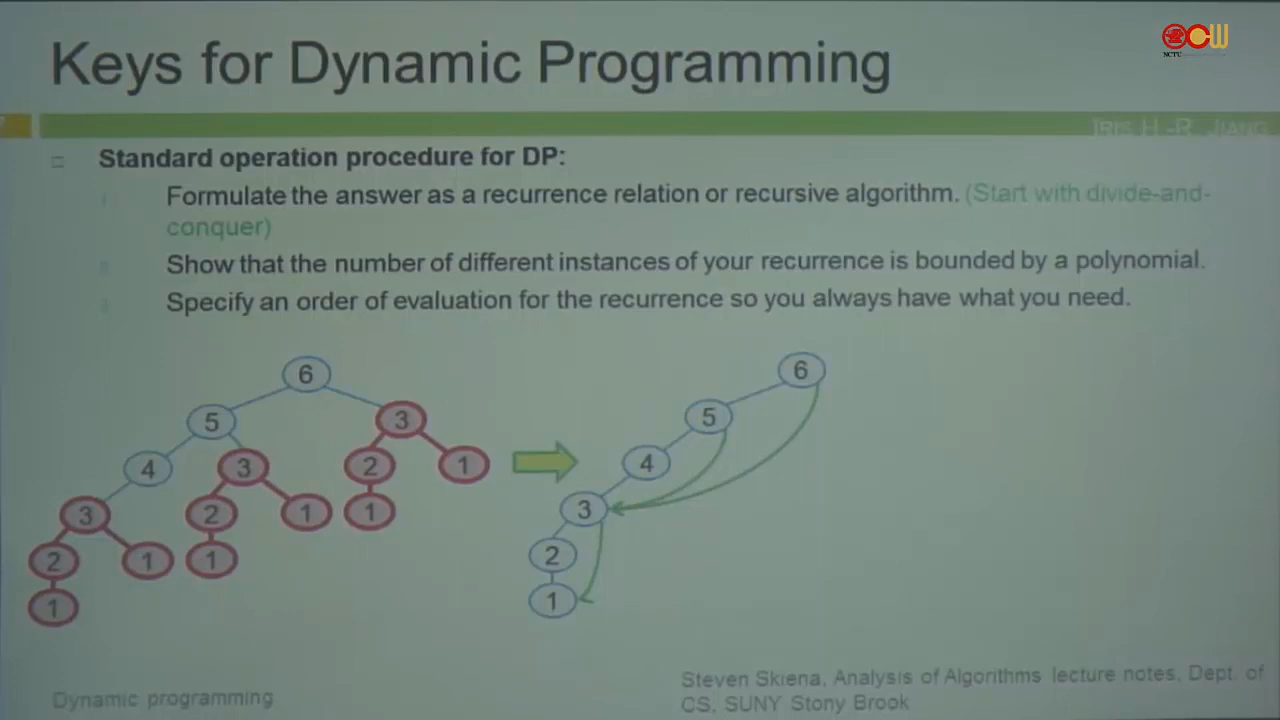 Keys for Dynamic Programming
NCTU
IRIS H.-R. JIANG
Standard operation procedure for DP:
Formulate the answer as a recurrence relation or recursive algorithm. (Start with divide-and-
conquer)
Show that the number of different instances of your recurrence is bounded by a polynomial.
Specify an order of evaluation for the recurrence so you always have what you need.
6
6
5
3
5
4
3
2
1
4
3
2
1
1
3
2
1
1
2
1
1
Dynamic programming
Steven Skiena, Analysis of Algorithms lecture notes, Dept. of
CS, SUNY Stony Brook